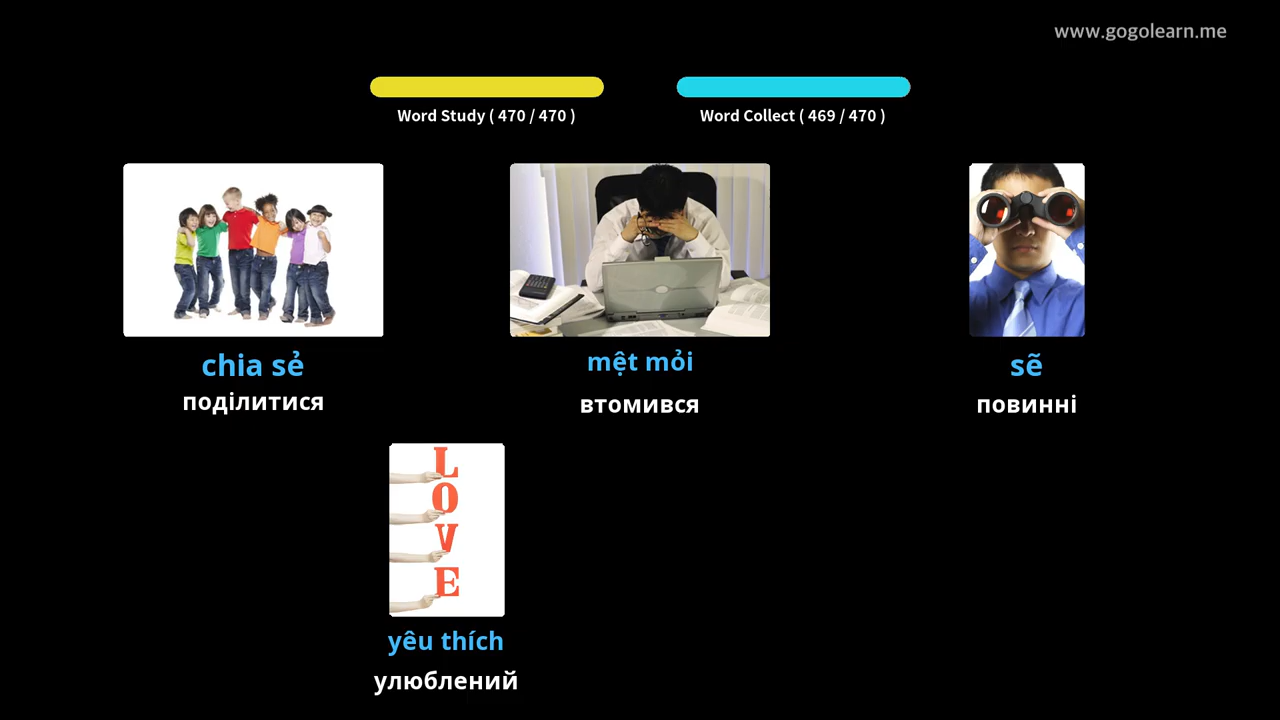 www.gogolearn.me
Word Study ( 470 / 470 )
Word Collect ( 469 / 470 )
chia sẻ
поділитися
mệt mỏi
втомився
sẽ
повинні
L
O
V
E
yêu thích
улюблений